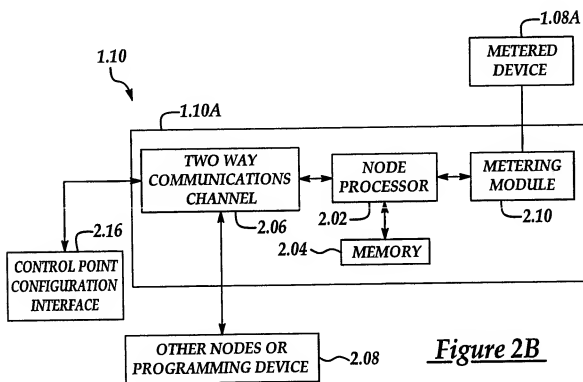 1.08A
METERED
DEVICE
1.10
1.10A
TWO WAY
COMMUNICATIONS
CHANNEL
2.06
NODE
PROCESSOR
2.02
METERING
MODULE
2.10
2.04
MEMORY
2.16
CONTROL POINT
CONFIGURATION
INTERFACE
OTHER NODES OR
PROGRAMMING DEVICE
2.08
Figure 2B